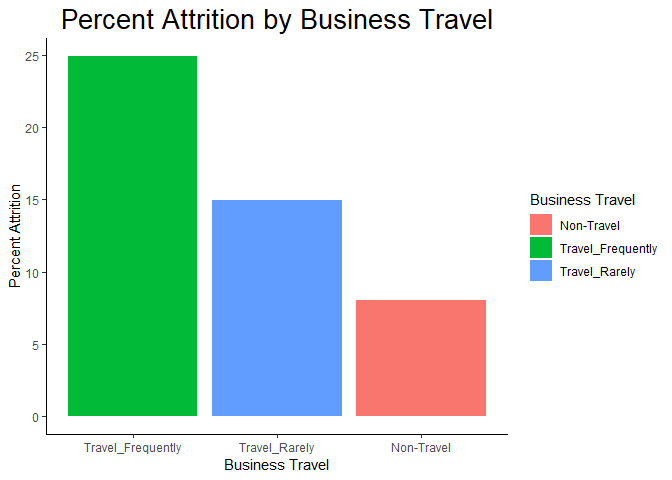 Percent Attrition by Business Travel
Percent Attrition
25
20
15
10
5
0
Travel_Frequently
Travel_Rarely
Non-Travel
Business Travel
Business Travel
Non-Travel
Travel_Frequently
Travel_Rarely